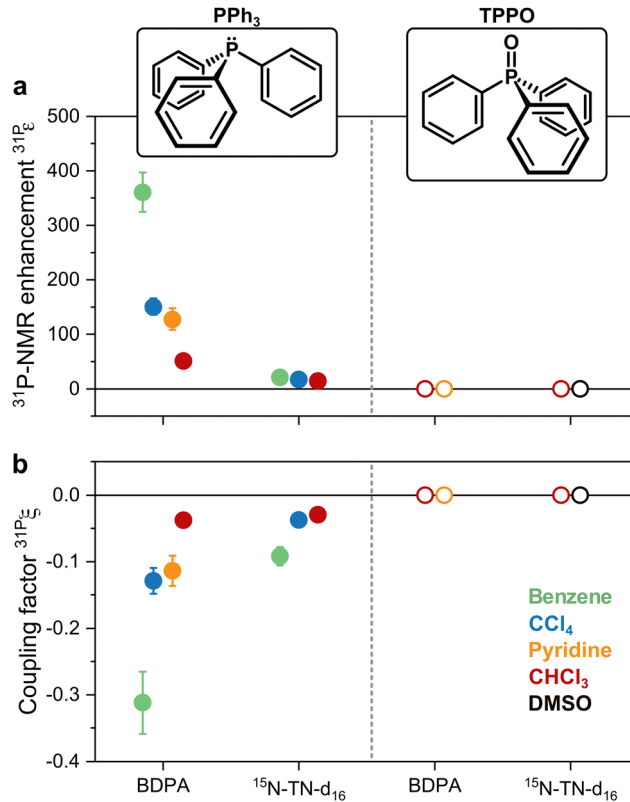 PPh₃
TPPO
P
O
P
a
500
400
300
200
100
0
³¹P-NMR enhancement ³¹ᴾε
b
0.0
-0.1
-0.2
-0.3
-0.4
Coupling factor ³¹ᴾξ
Benzene
CCl₄
Pyridine
CHCl₃
DMSO
BDPA
¹⁵N-TN-d₁₆
BDPA
¹⁵N-TN-d₁₆